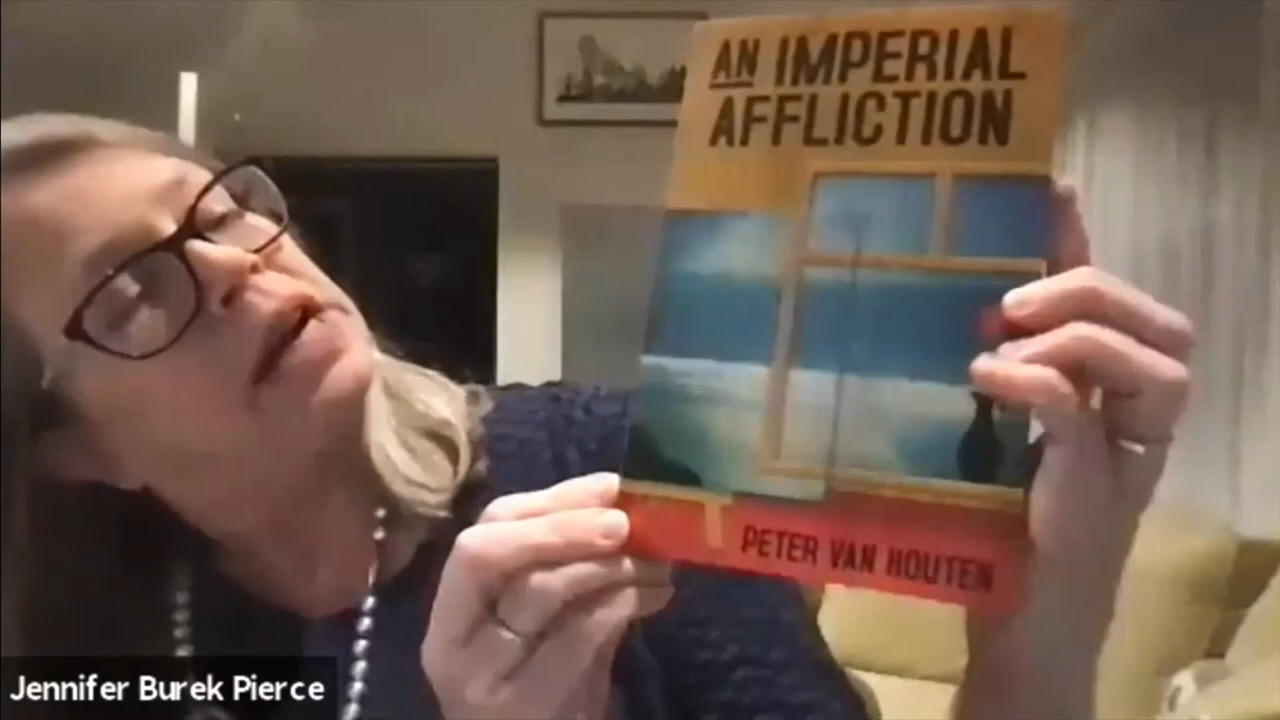 AN IMPERIAL
AFFLICTION
PETER VAN HOUTEN
Jennifer Burek Pierce